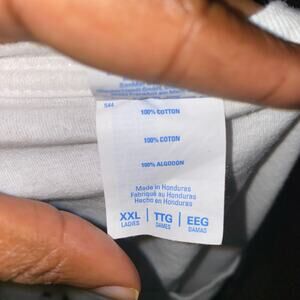 544
100% COTTON
100% COTON
100% ALGODON
Made in Honduras
Fabriqué au Honduras
Hecho en Honduras
XXL | TTG | EEG
LADIES DAMES DAMAS